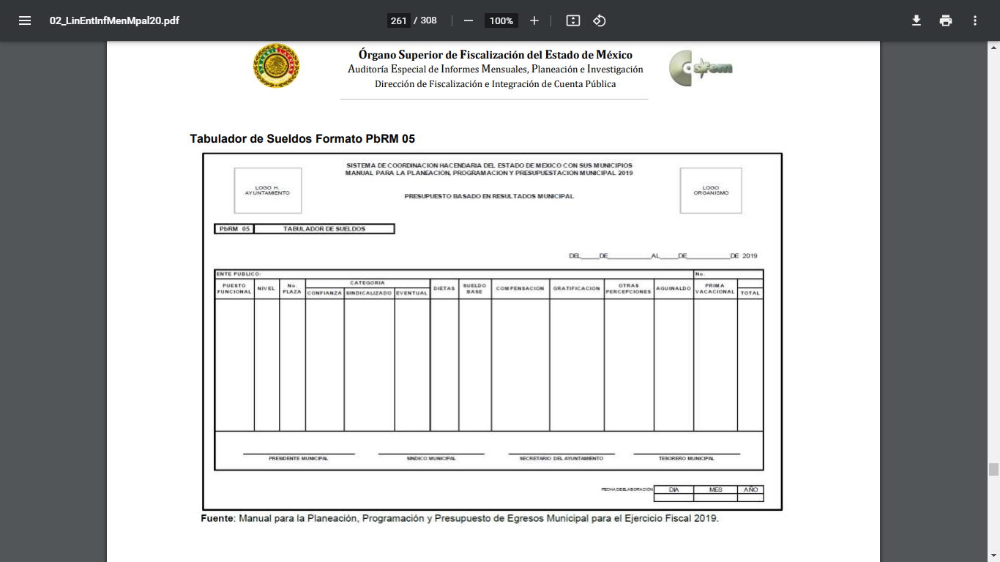 02_LinEntInfMenMpal20.pdf
261 / 308
100%
Órgano Superior de Fiscalización del Estado de México
Auditoría Especial de Informes Mensuales, Planeación e Investigación
Dirección de Fiscalización e Integración de Cuenta Pública
osfem
Tabulador de Sueldos Formato PbRM 05
SISTEMA DE COORDINACION HACENDARIA DEL ESTADO DE MEXICO CON SUS MUNICIPIOS
MANUAL PARA LA PLANEACION, PROGRAMACION Y PRESUPUESTACION MUNICIPAL 2019
LOGO H.
AYUNTAMIENTO
LOGO
ORGANISMO
PRESUPUESTO BASADO EN RESULTADOS MUNICIPAL
PbRM 05 TABULADOR DE SUELDOS
DEL_____DE___________AL_____DE___________DE 2019
ENTE PUBLICO: No.
PUESTO FUNCIONAL NIVEL No. PLAZA CATEGORIA DIETAS SUELDO BASE COMPENSACION GRATIFICACION OTRAS PERCEPCIONES AGUINALDO PRIMA VACACIONAL TOTAL
CONFIANZA SINDICALIZADO EVENTUAL
PRESIDENTE MUNICIPAL SINDICO MUNICIPAL SECRETARIO DEL AYUNTAMIENTO TESORERO MUNICIPAL
FECHA DE ELABORACIÓN DIA MES AÑO
Fuente: Manual para la Planeación, Programación y Presupuesto de Egresos Municipal para el Ejercicio Fiscal 2019.